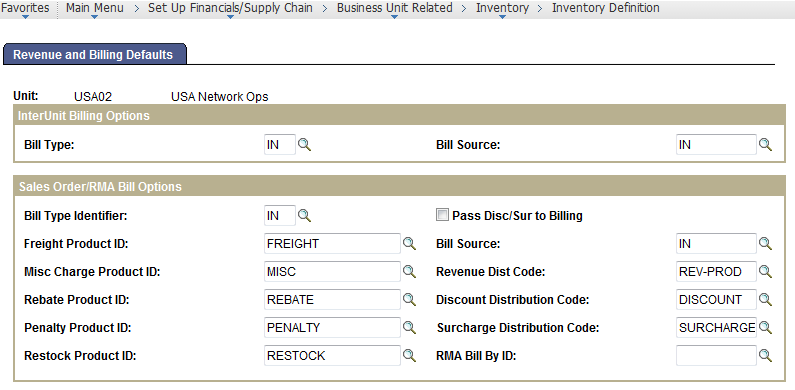 Favorites Main Menu > Set Up Financials/Supply Chain > Business Unit Related > Inventory > Inventory Definition
Revenue and Billing Defaults
Unit: USA02 USA Network Ops
InterUnit Billing Options
Bill Type: IN Bill Source: IN
Sales Order/RMA Bill Options
Bill Type Identifier: IN Pass Disc/Sur to Billing
Freight Product ID: FREIGHT Bill Source: IN
Misc Charge Product ID: MISC Revenue Dist Code: REV-PROD
Rebate Product ID: REBATE Discount Distribution Code: DISCOUNT
Penalty Product ID: PENALTY Surcharge Distribution Code: SURCHARGE
Restock Product ID: RESTOCK RMA Bill By ID: